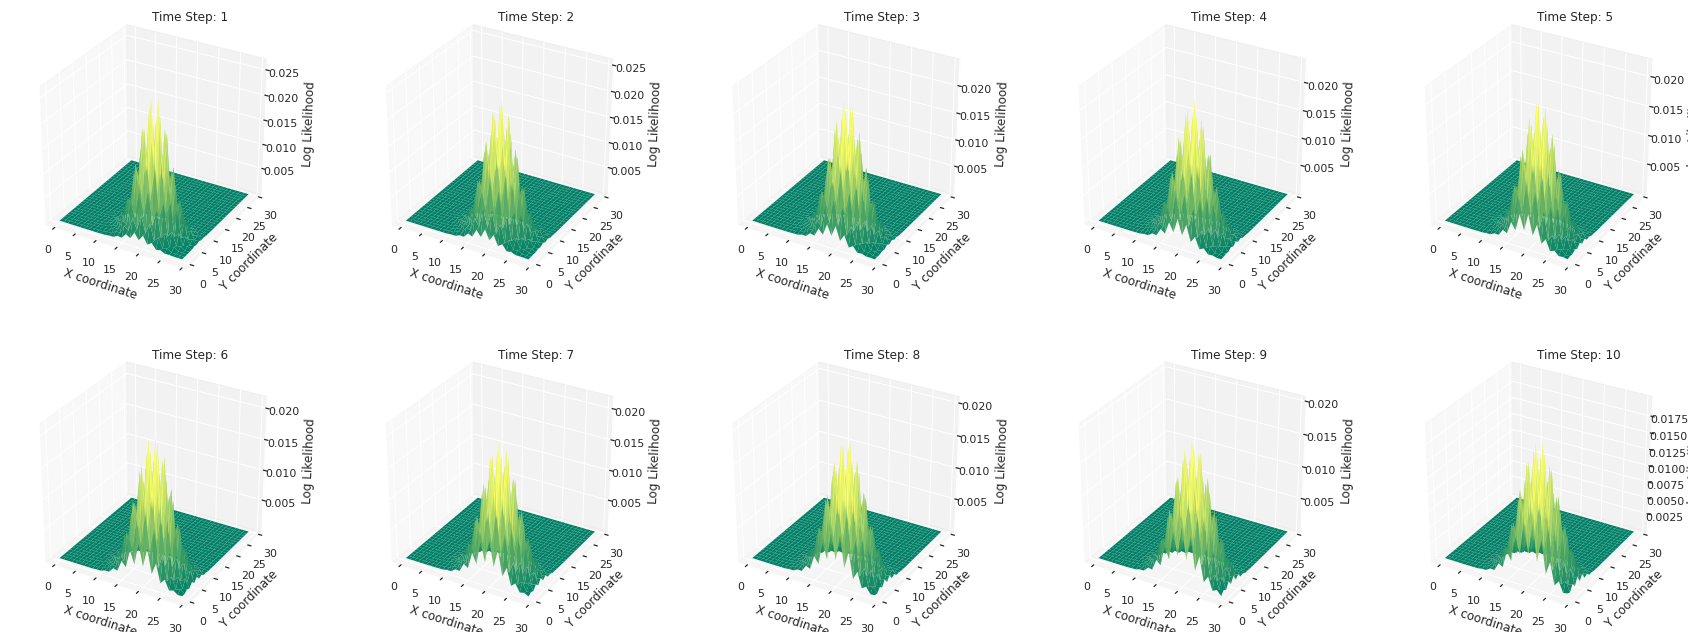 Time Step: 1
0.025
0.020
0.015
0.010
0.005
Log Likelihood
0 5 10 15 20 25 30
X coordinate
0 5 10 15 20 25 30
Y coordinate
Time Step: 2
0.025
0.020
0.015
0.010
0.005
Log Likelihood
0 5 10 15 20 25 30
X coordinate
0 5 10 15 20 25 30
Y coordinate
Time Step: 3
0.020
0.015
0.010
0.005
Log Likelihood
0 5 10 15 20 25 30
X coordinate
0 5 10 15 20 25 30
Y coordinate
Time Step: 4
0.020
0.015
0.010
0.005
Log Likelihood
0 5 10 15 20 25 30
X coordinate
0 5 10 15 20 25 30
Y coordinate
Time Step: 5
0.020
0.015
0.010
0.005
0 5 10 15 20 25 30
X coordinate
0 5 10 15 20 25 30
Y coordinate
Time Step: 6
0.020
0.015
0.010
0.005
Log Likelihood
0 5 10 15 20 25 30
X coordinate
0 5 10 15 20 25 30
Y coordinate
Time Step: 7
0.020
0.015
0.010
0.005
Log Likelihood
0 5 10 15 20 25 30
X coordinate
0 5 10 15 20 25 30
Y coordinate
Time Step: 8
0.020
0.015
0.010
0.005
Log Likelihood
0 5 10 15 20 25 30
X coordinate
0 5 10 15 20 25 30
Y coordinate
Time Step: 9
0.020
0.015
0.010
0.005
Log Likelihood
0 5 10 15 20 25 30
X coordinate
0 5 10 15 20 25 30
Y coordinate
Time Step: 10
0.0175
0.0150
0.0125
0.0100
0.0075
0.0050
0.0025
0 5 10 15 20 25 30
X coordinate
0 5 10 15 20 25 30
Y coordinate